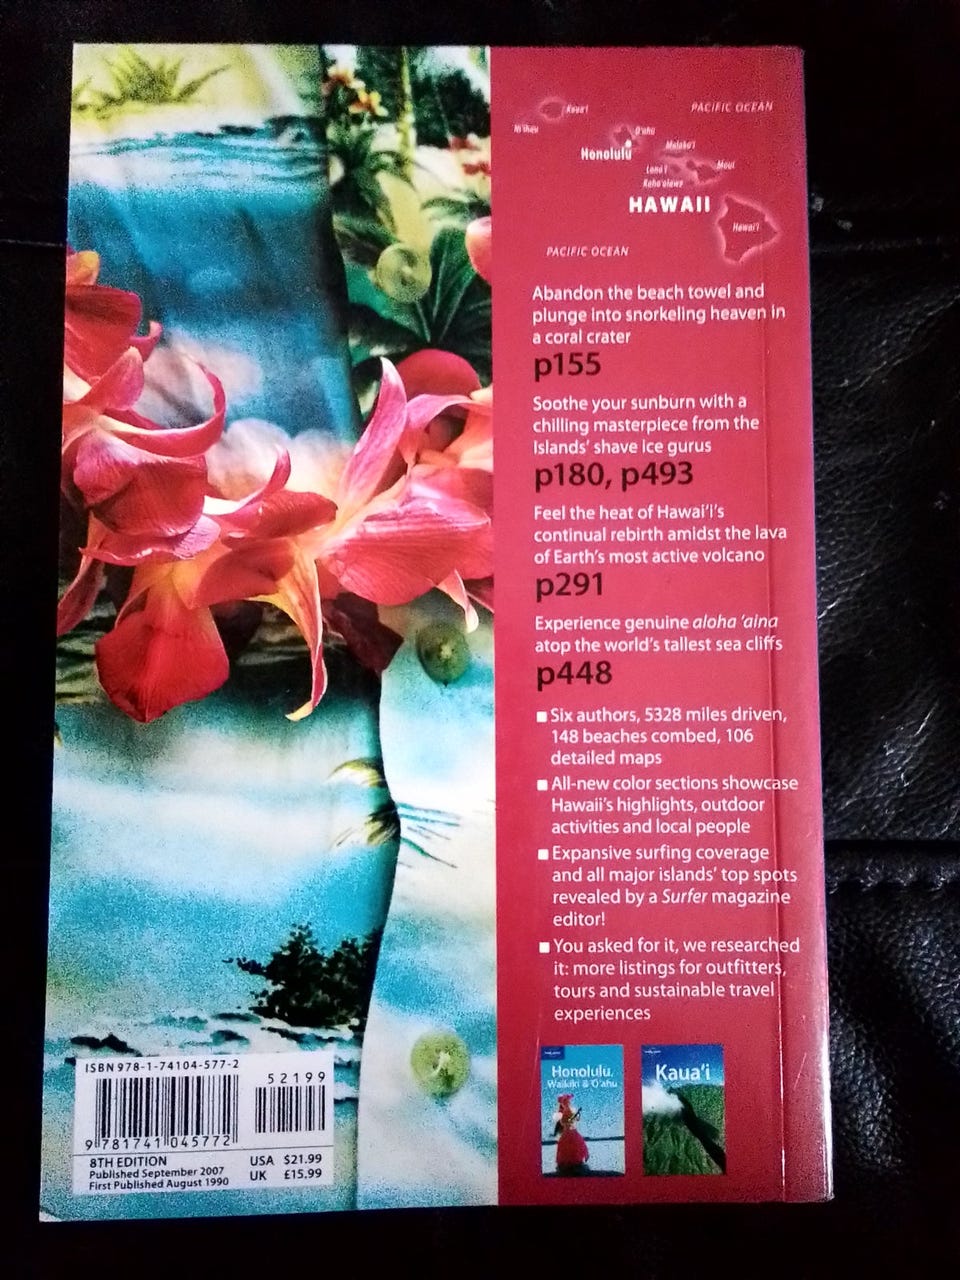 PACIFIC OCEAN
Kaua'i
Ni'ihau
O'ahu
Honolulu
Moloka'i
Lana'i
Maui
Kaho'olawe
HAWAII
Hawai'i
PACIFIC OCEAN
Abandon the beach towel and
plunge into snorkeling heaven in
a coral crater
p155
Soothe your sunburn with a
chilling masterpiece from the
Islands' shave ice gurus
p180, p493
Feel the heat of Hawai'i's
continual rebirth amidst the lava
of Earth's most active volcano
p291
Experience genuine aloha 'aina
atop the world's tallest sea cliffs
p448
Six authors, 5328 miles driven,
148 beaches combed, 106
detailed maps
All-new color sections showcase
Hawaii's highlights, outdoor
activities and local people
Expansive surfing coverage
and all major islands' top spots
revealed by a Surfer magazine
editor!
You asked for it, we researched
it: more listings for outfitters,
tours and sustainable travel
experiences
Honolulu,
Waikiki & O'ahu
Kaua'i
ISBN 978-1-74104-577-2
52199
9 781741 045772
8TH EDITION
Published September 2007
First Published August 1990
USA $21.99
UK £15.99